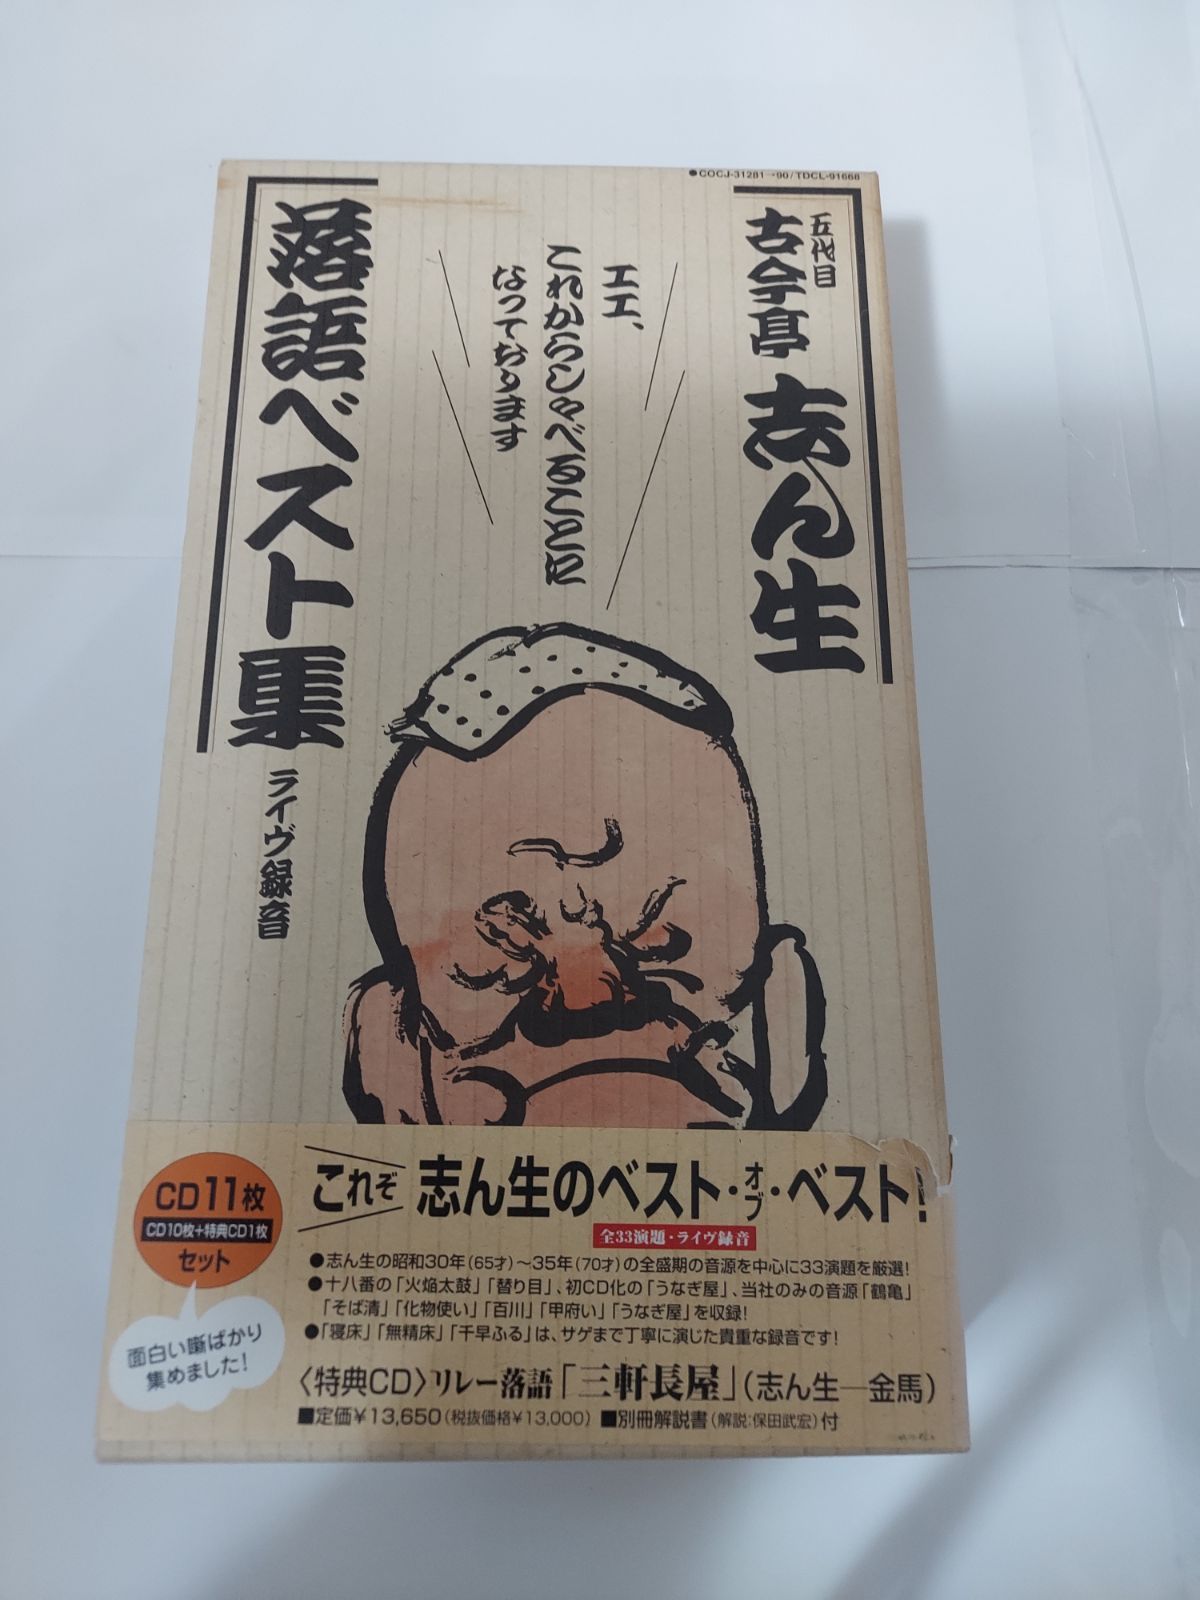 ●COCJ-31281→90/TDCL-91668
五代目
古今亭 志ん生
エエ、
これからしゃべることに
なっております
落語ベスト集
ライヴ録音
これぞ 志ん生のベスト・オブ・ベスト!
全33演題・ライヴ録音
CD11枚
CD10枚+特典CD1枚
セット
面白い噺ばかり
集めました!
●志ん生の昭和30年(65才)~35年(70才)の全盛期の音源を中心に33演題を厳選!
●十八番の「火焔太鼓」「替り目」、初CD化の「うなぎ屋」、当社のみの音源「鶴亀」
「そば清」「化物使い」「百川」「甲府い」「うなぎ屋」を収録!
●「寝床」「無精床」「千早ふる」は、サゲまで丁寧に演じた貴重な録音です!
〈特典CD〉リレー落語「三軒長屋」(志ん生—金馬)
■定価¥13,650(税抜価格¥13,000) ■別冊解説書(解説:保田武宏)付